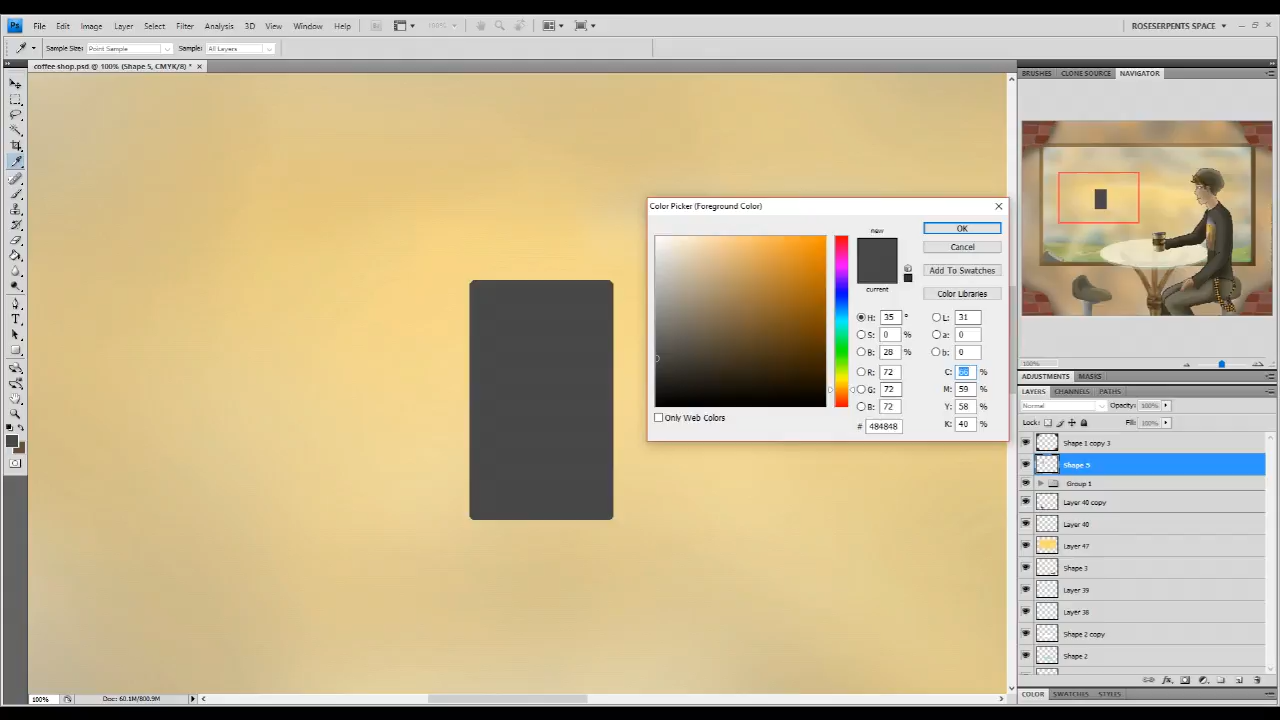 Ps File Edit Image Layer Select Filter Analysis 3D View Window Help Br 100% ROSESERPENTS SPACE
Sample Size: Point Sample Sample: All Layers
coffee shop.psd @ 100% (Shape 5, CMYK/8) *
BRUSHES CLONE SOURCE NAVIGATOR
Color Picker (Foreground Color)
new
current
OK
Cancel
Add To Swatches
Color Libraries
H: 35 °
S: 0 %
B: 28 %
R: 72
G: 72
B: 72
# 484848
L: 31
a: 0
b: 0
C: %
M: 59 %
Y: 58 %
K: 40 %
Only Web Colors
100%
ADJUSTMENTS MASKS
LAYERS CHANNELS PATHS
Normal Opacity: 100%
Lock: Fill: 100%
Shape 1 copy 3
Shape 5
Group 1
Layer 40 copy
Layer 40
Layer 47
Shape 3
Layer 39
Layer 38
Shape 2 copy
Shape 2
COLOR SWATCHES STYLES
100% Doc: 60.1M/800.9M